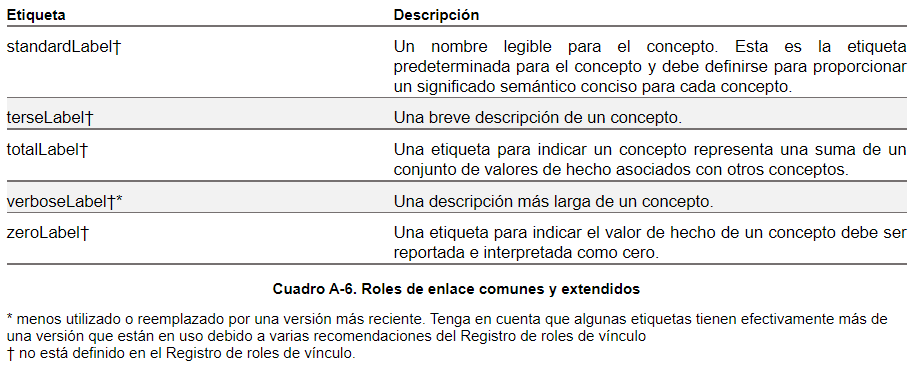 Etiqueta Descripción
standardLabel† Un nombre legible para el concepto. Esta es la etiqueta
predeterminada para el concepto y debe definirse para proporcionar
un significado semántico conciso para cada concepto.
terseLabel† Una breve descripción de un concepto.
totalLabel† Una etiqueta para indicar un concepto representa una suma de un
conjunto de valores de hecho asociados con otros conceptos.
verboseLabel†* Una descripción más larga de un concepto.
zeroLabel† Una etiqueta para indicar el valor de hecho de un concepto debe ser
reportada e interpretada como cero.
Cuadro A-6. Roles de enlace comunes y extendidos
* menos utilizado o reemplazado por una versión más reciente. Tenga en cuenta que algunas etiquetas tienen efectivamente más de
una versión que están en uso debido a varias recomendaciones del Registro de roles de vínculo
† no está definido en el Registro de roles de vínculo.